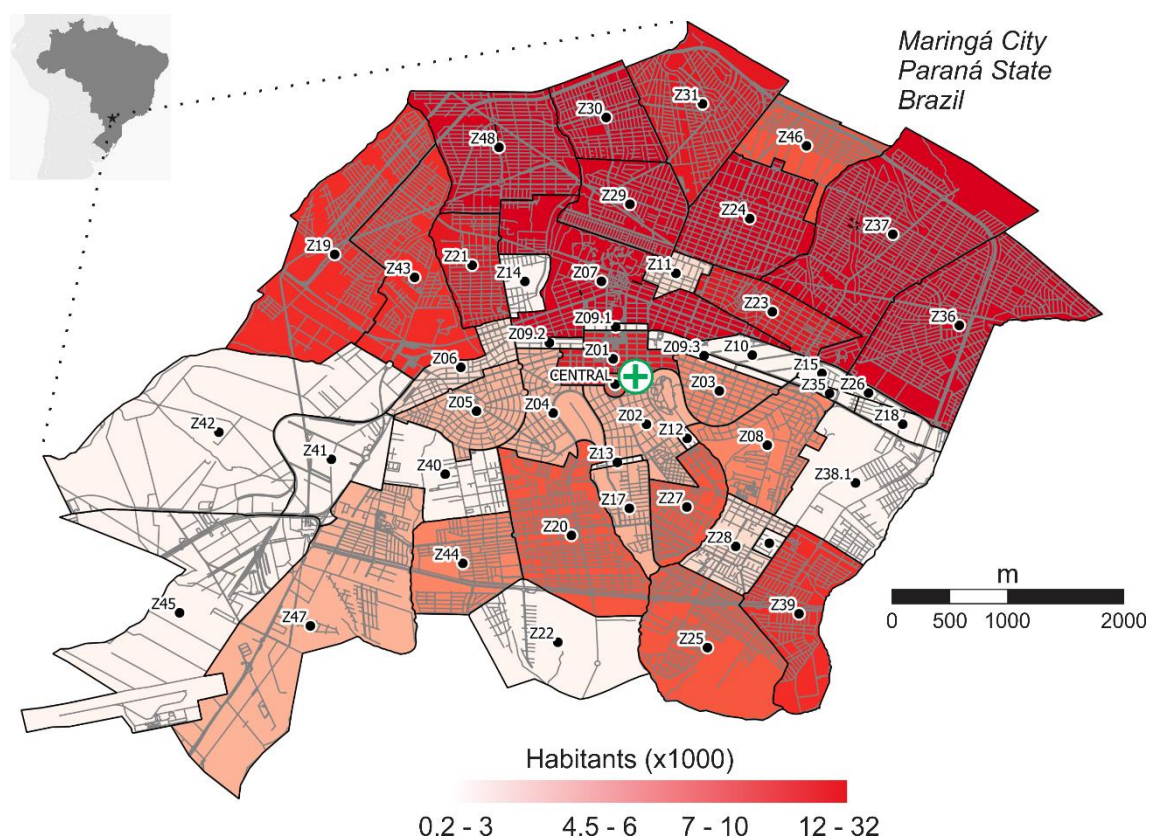 Maringá City
Paraná State
Brazil
Z31
Z30
Z46
Z48
Z29
Z24
Z37
Z19
Z43
Z21
Z14
Z07
Z11
Z23
Z36
Z09.1
Z09.2
Z01
Z09.3
Z10
Z06
CENTRAL
Z15
Z35
Z26
Z03
Z05
Z04
Z02
Z12
Z18
Z08
Z42
Z41
Z40
Z13
Z38.1
Z17
Z27
Z20
Z28
Z44
Z45
Z47
Z22
Z25
Z39
m
0 500 1000 2000
Habitants (x1000)
0.2 - 3 4.5 - 6 7 - 10 12 - 32